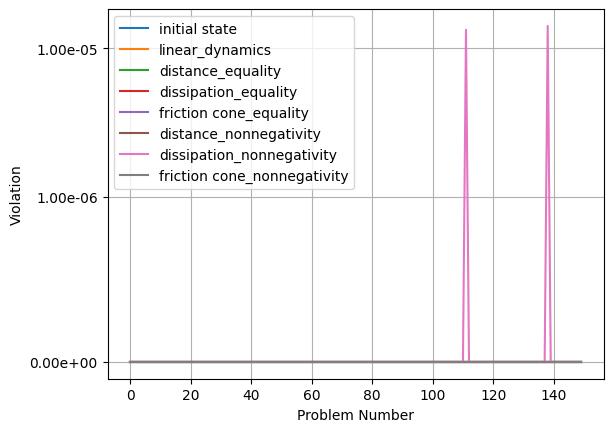 initial state
linear_dynamics
distance_equality
dissipation_equality
friction cone_equality
distance_nonnegativity
dissipation_nonnegativity
friction cone_nonnegativity
1.00e-05
1.00e-06
0.00e+00
Violation
0 20 40 60 80 100 120 140
Problem Number